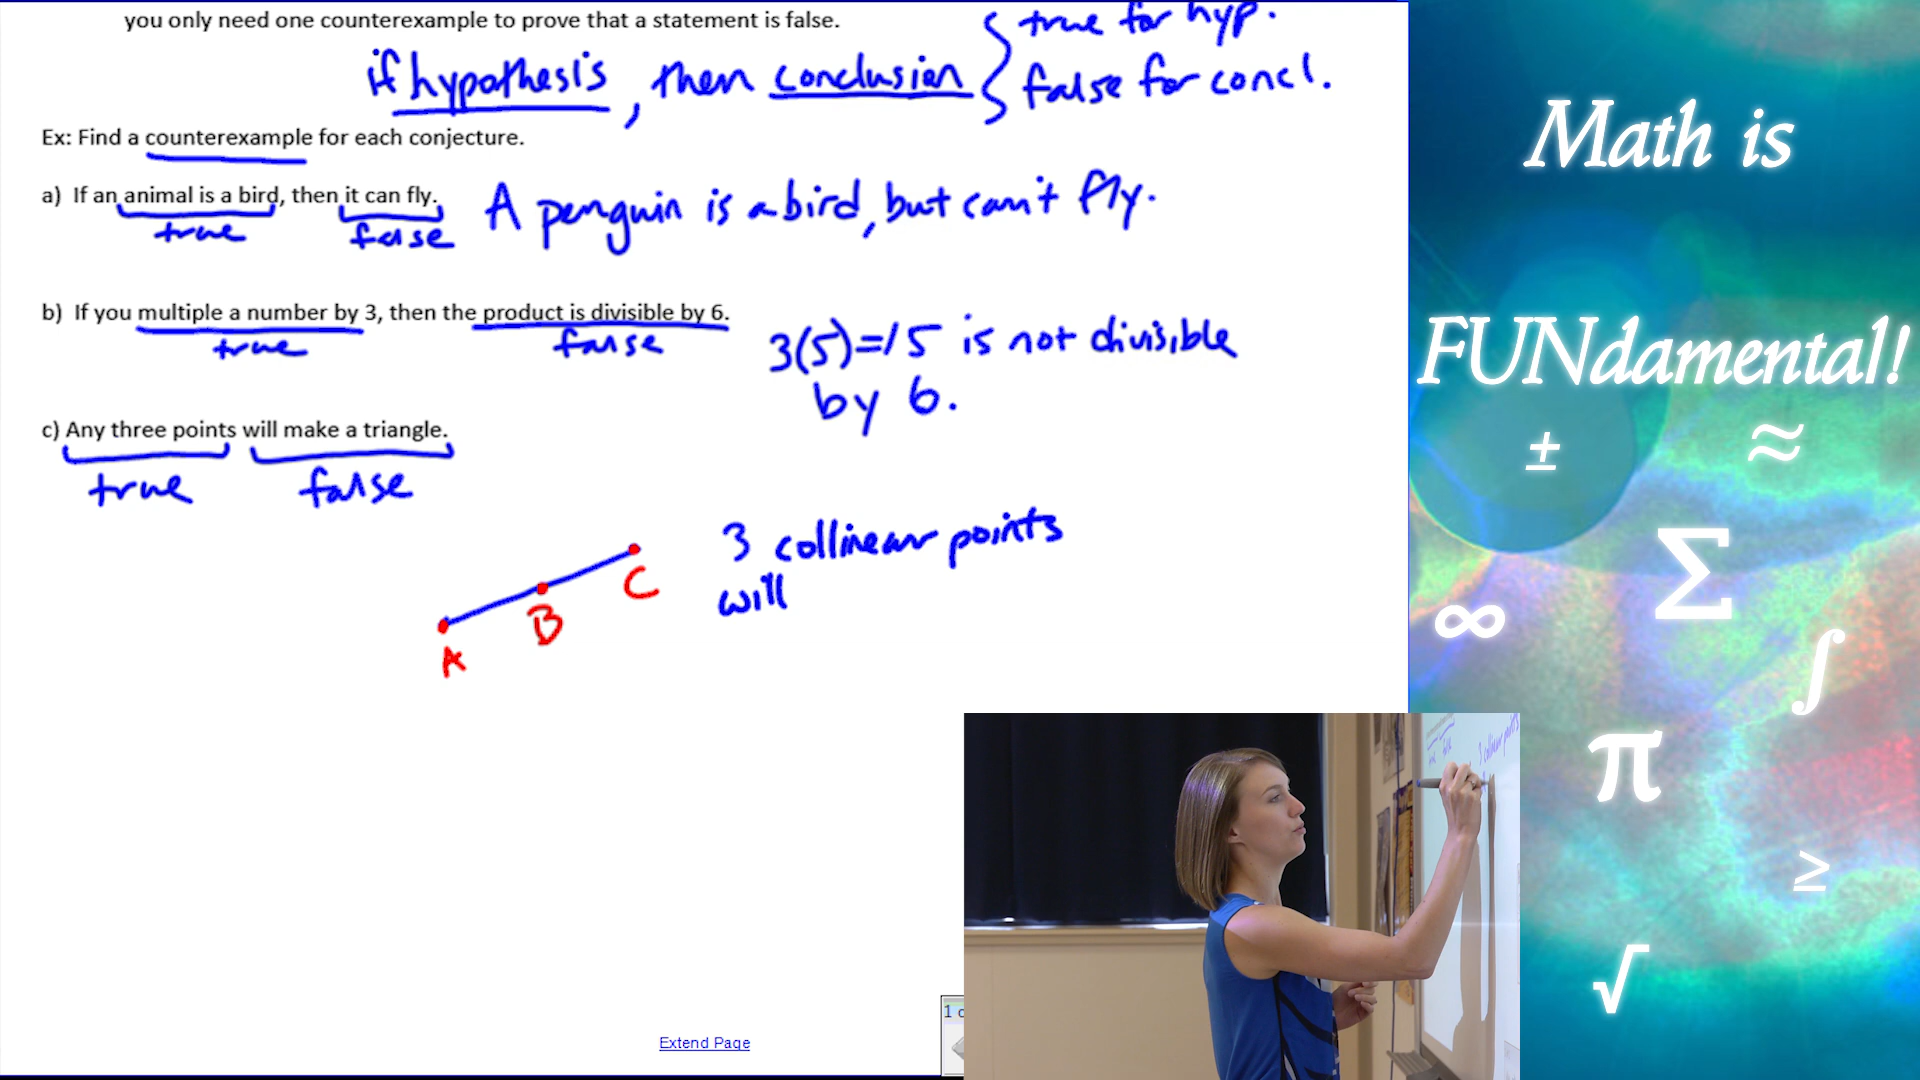 you only need one counterexample to prove that a statement is false.
true for hyp.
if hypothesis, then conclusion
false for concl.
Ex: Find a counterexample for each conjecture.
a) If an animal is a bird, then it can fly.
true false
A penguin is a bird, but can't fly.
b) If you multiple a number by 3, then the product is divisible by 6.
true false
3(5)=15 is not divisible
by 6.
c) Any three points will make a triangle.
true false
3 collinear points
will
A
B
C
Extend Page
Math is
FUNdamental!
± ≈
∞ Σ
∫
π
≥
√